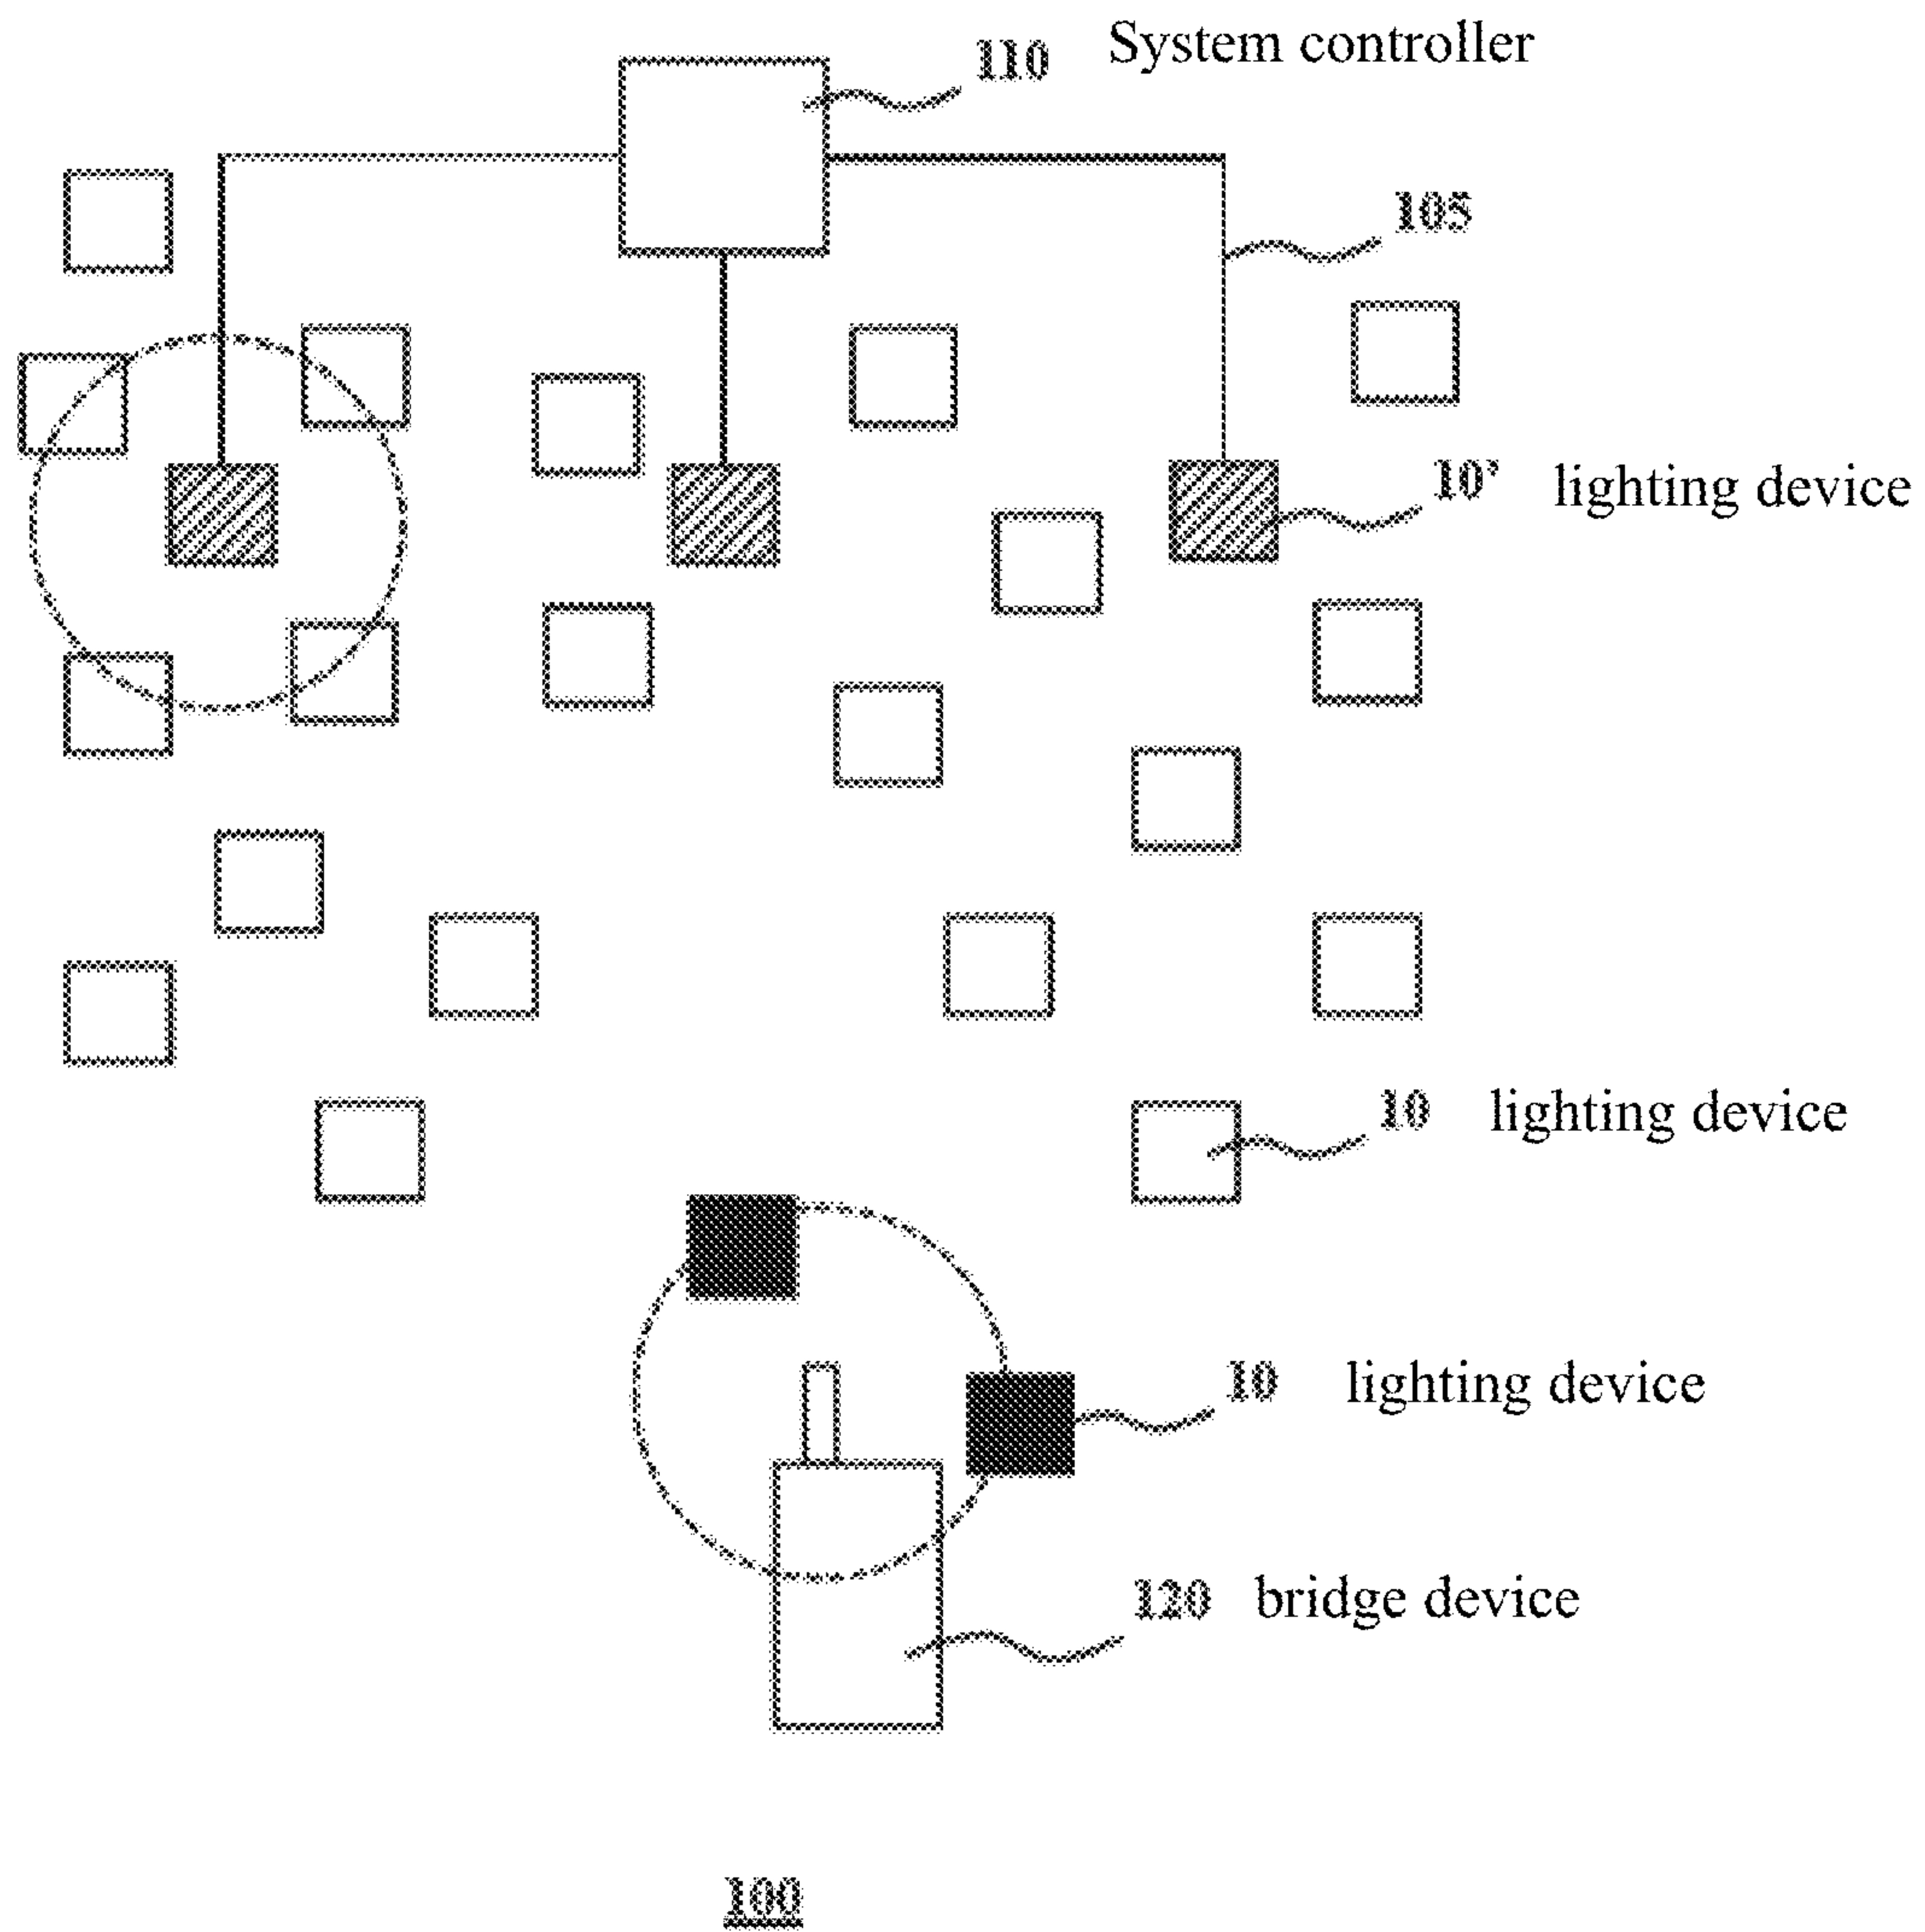 110 System controller
105
10' lighting device
10 lighting device
10 lighting device
120 bridge device
100